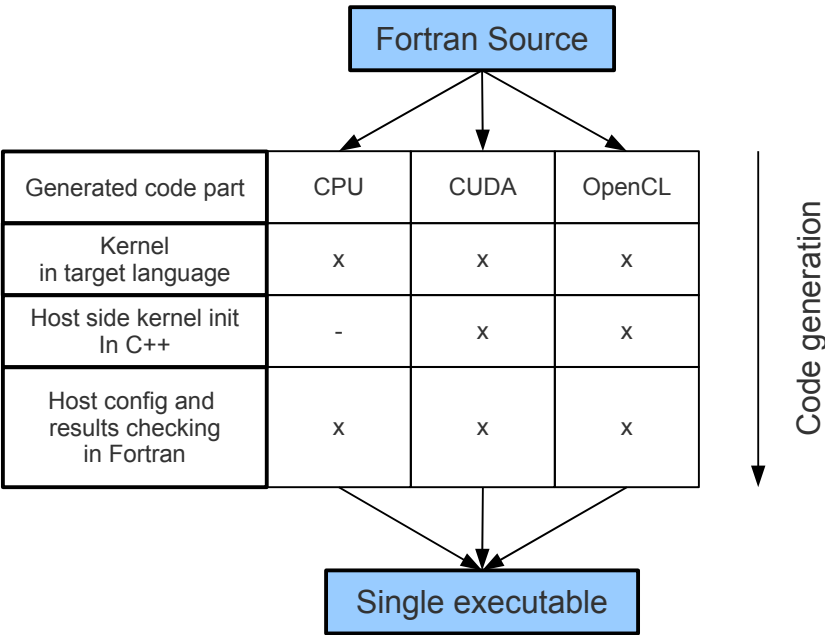 Fortran Source
Generated code part
CPU
CUDA
OpenCL
Kernel
in target language
x
x
x
Host side kernel init
In C++
-
x
x
Host config and
results checking
in Fortran
x
x
x
Code generation
Single executable